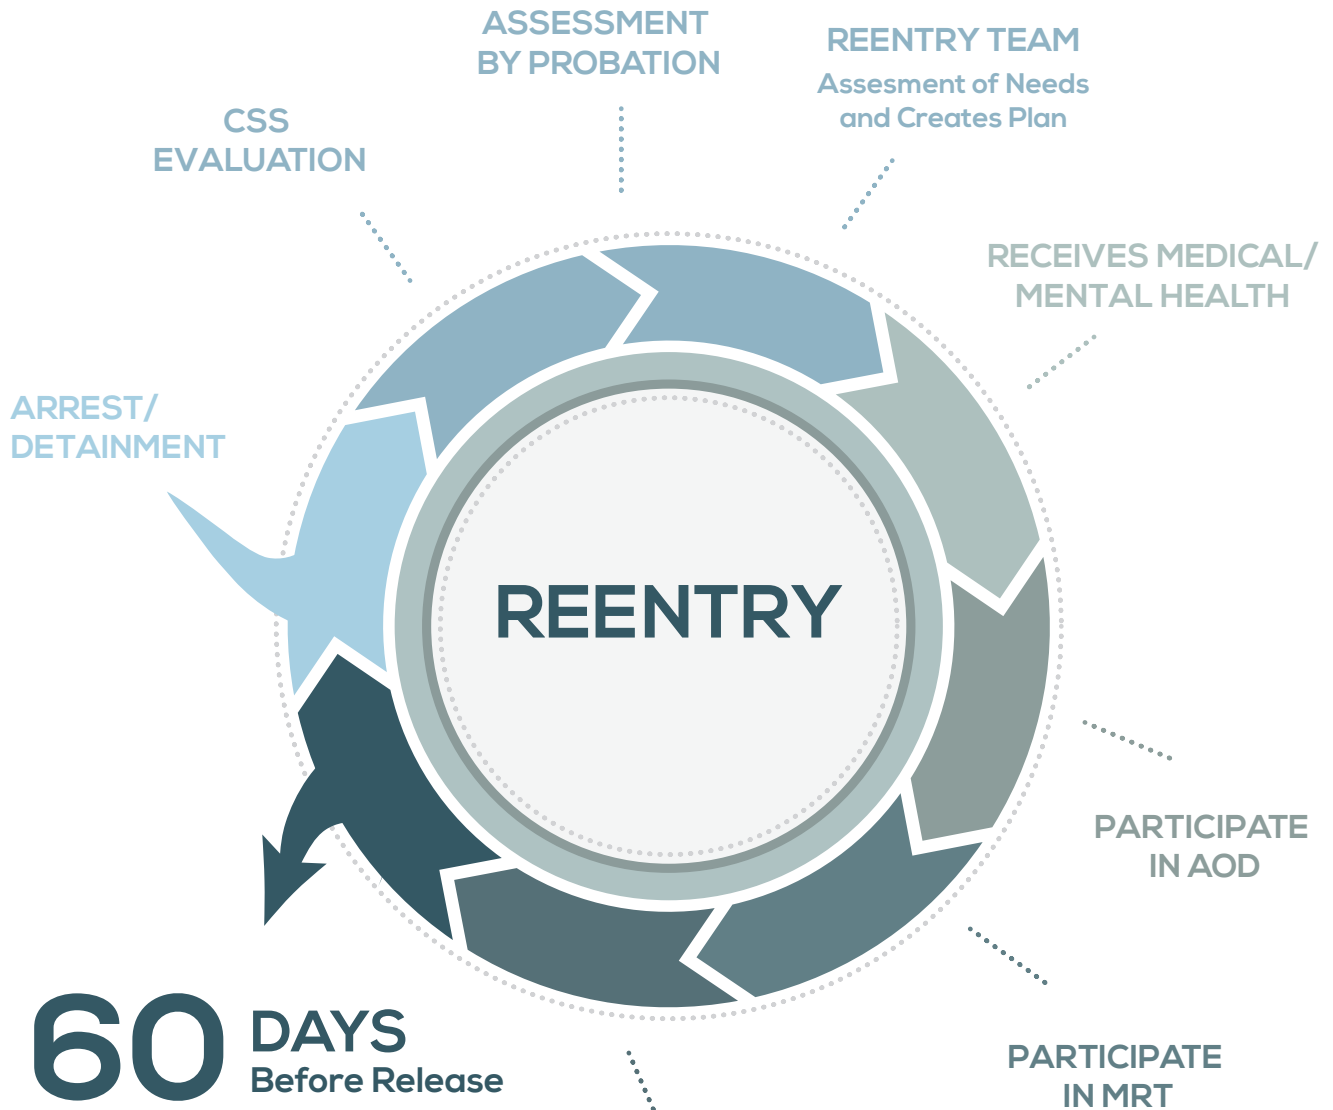 ASSESSMENT
BY PROBATION
REENTRY TEAM
Assesment of Needs
and Creates Plan
CSS
EVALUATION
RECEIVES MEDICAL/
MENTAL HEALTH
ARREST/
DETAINMENT
REENTRY
PARTICIPATE
IN AOD
PARTICIPATE
IN MRT
60 DAYS
Before Release